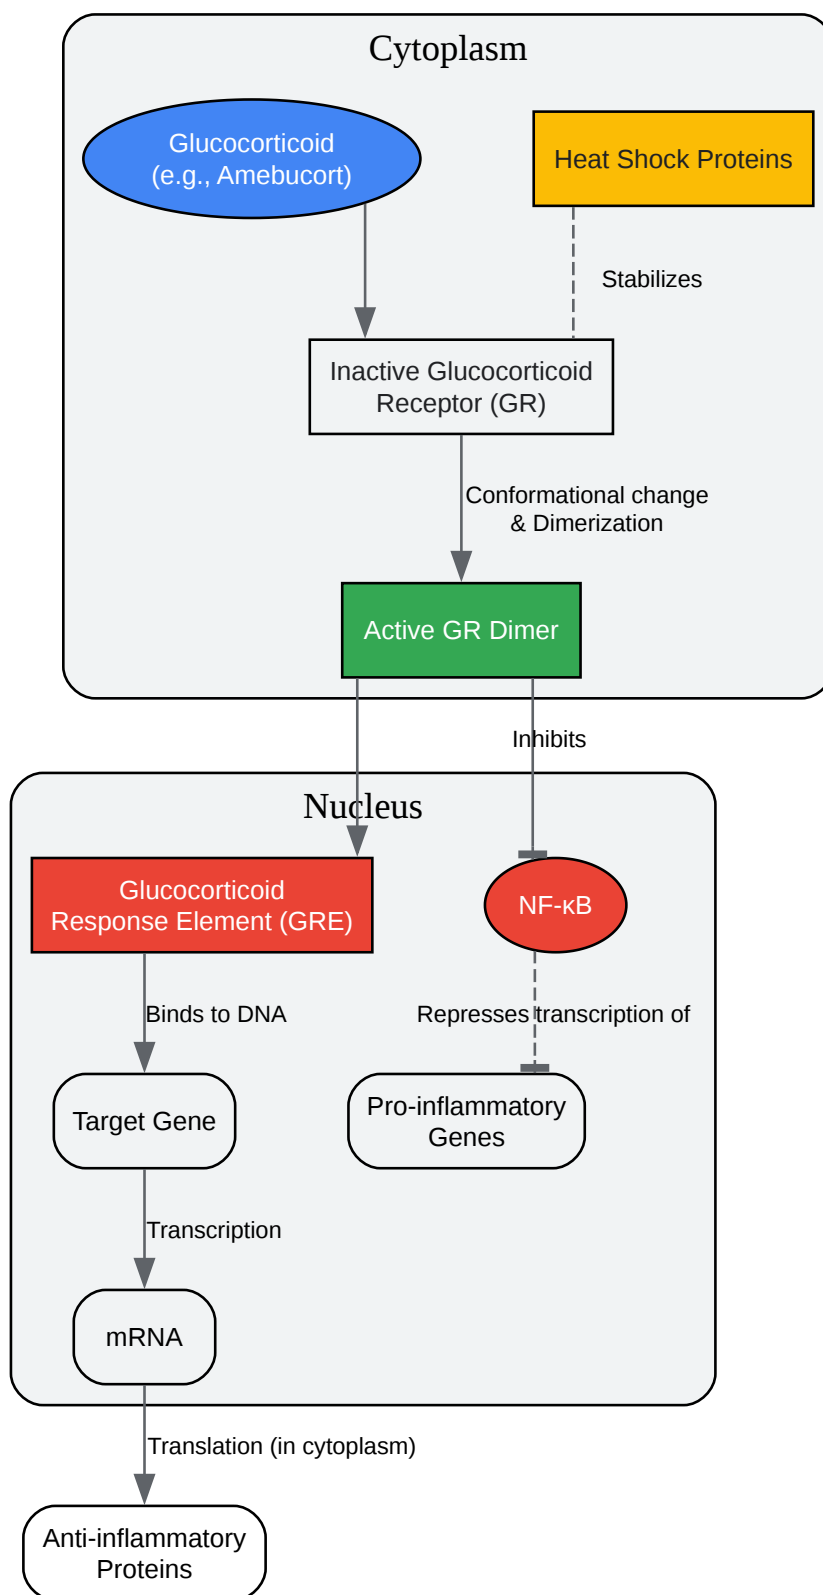 Cytoplasm
Glucocorticoid
(e.g., Amebucort)
Heat Shock Proteins
Stabilizes
Inactive Glucocorticoid
Receptor (GR)
Conformational change
& Dimerization
Active GR Dimer
Inhibits
Nucleus
Glucocorticoid
Response Element (GRE)
NF-κB
Binds to DNA
Represses transcription of
Target Gene
Pro-inflammatory
Genes
Transcription
mRNA
Translation (in cytoplasm)
Anti-inflammatory
Proteins